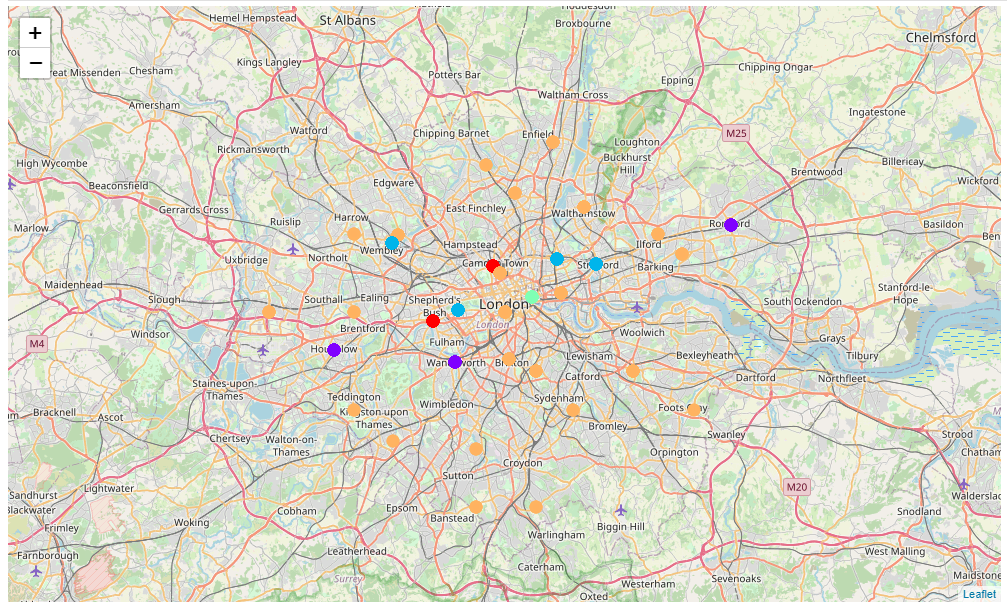 +
−
Hemel Hempstead
St Albans
Hoddesdon
Broxbourne
Chelmsford
Kings Langley
Great Missenden
Chesham
Potters Bar
Epping
Chipping Ongar
Amersham
Waltham Cross
Ingatestone
Watford
Chipping Barnet
Enfield
M25
Rickmansworth
Loughton
Buckhurst
Hill
High Wycombe
Billericay
Beaconsfield
Edgware
Brentwood
Wickford
Gerrards Cross
East Finchley
Walthamstow
Marlow
Ruislip
Harrow
Romford
Basildon
Wembley
Hampstead
Ilford
Uxbridge
Northolt
Camden Town
Stratford
Barking
Maidenhead
Slough
Southall
Ealing
Shepherd's
Bush
London
South Ockendon
Stanford-le-
Hope
Windsor
Brentford
London
Woolwich
Grays
M4
Fulham
Hounslow
Wandsworth
Brixton
Lewisham
Bexleyheath
Tilbury
Staines-upon-
Thames
Catford
Dartford
Northfleet
Teddington
Bracknell
Ascot
Kingston-upon
Thames
Wimbledon
Sydenham
Foots Cray
Chertsey
Walton-on-
Thames
Bromley
Swanley
Strood
Orpington
Chatham
Croydon
Sutton
M20
Sandhurst
Blackwater
Lightwater
Frimley
Woking
Cobham
Epsom
Banstead
Biggin Hill
Snodland
Warlingham
Farnborough
Leatherhead
West Malling
Surrey
Caterham
Sevenoaks
Maidstone
Westerham
Oxted
Leaflet